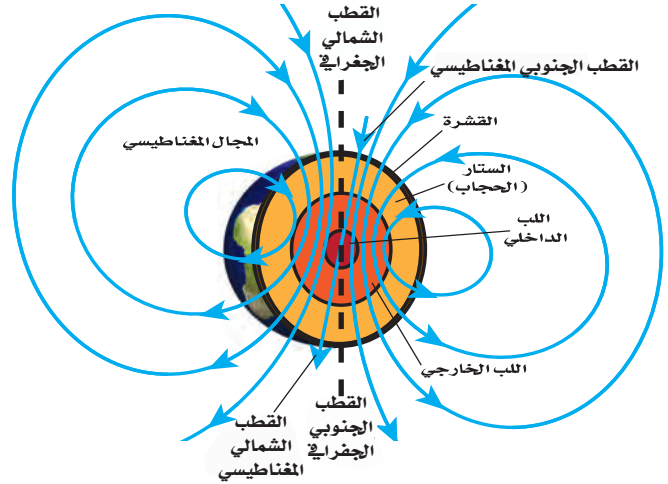 القطب
الشمالي
الجغرافي
القطب الجنوبي المغناطيسي
القشرة
المجال المغناطيسي
الستار
(الحجاب)
اللب
الداخلي
اللب الخارجي
القطب
الجنوبي
الجغرافي
القطب
الشمالي
المغناطيسي